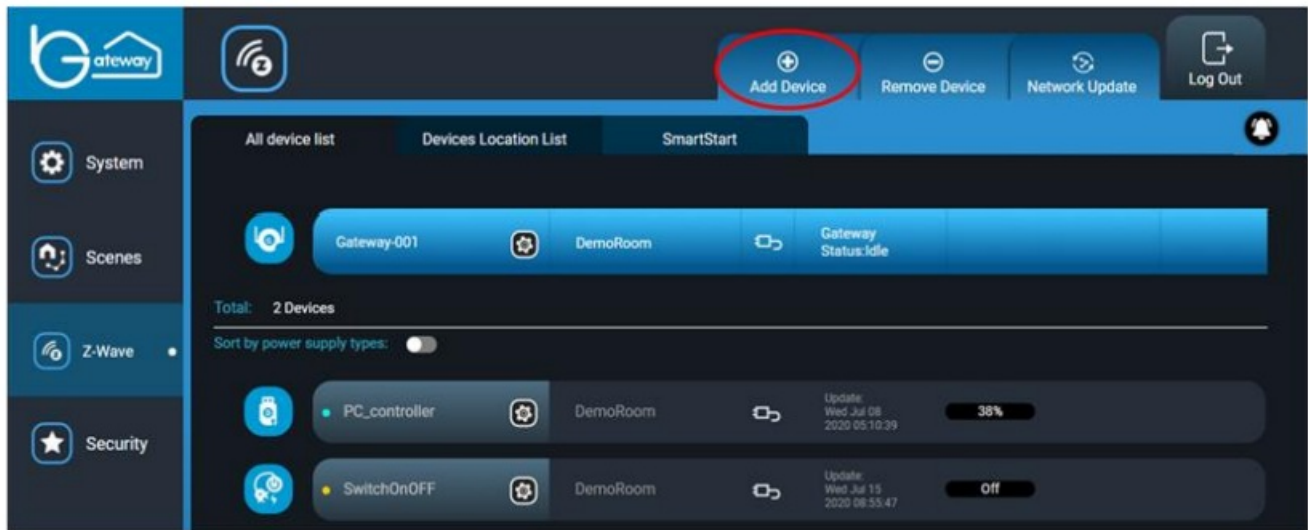 Gateway
Add Device
Remove Device
Network Update
Log Out
All device list
Devices Location List
SmartStart
System
Scenes
Z-Wave
Security
Gateway-001
DemoRoom
Gateway
Status:Idle
Total: 2 Devices
Sort by power supply types:
PC_controller
DemoRoom
Update:
Wed Jul 08
2020 05:10:39
38%
SwitchOnOFF
DemoRoom
Update:
Wed Jul 15
2020 08:55:47
Off